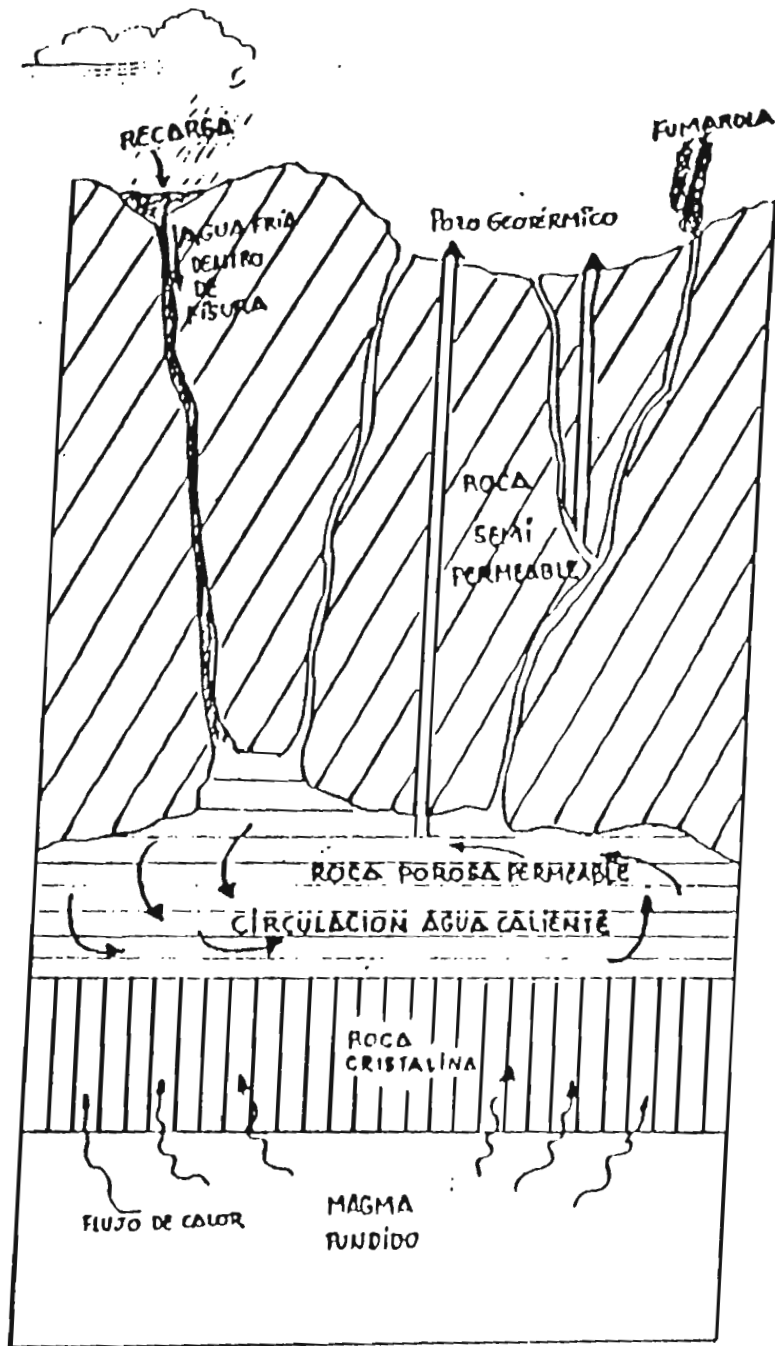 RECARGA
FUMAROLA
AGUA FRIA
DENTRO
DE
FÍSURA
POZO GEOTÉRMICO
ROCA
SEMI
PERMEABLE
ROCA POROSA PERMEABLE
CIRCULACION AGUA CALIENTE
ROCA
CRISTALINA
FLUJO DE CALOR
MAGMA
FUNDIDO